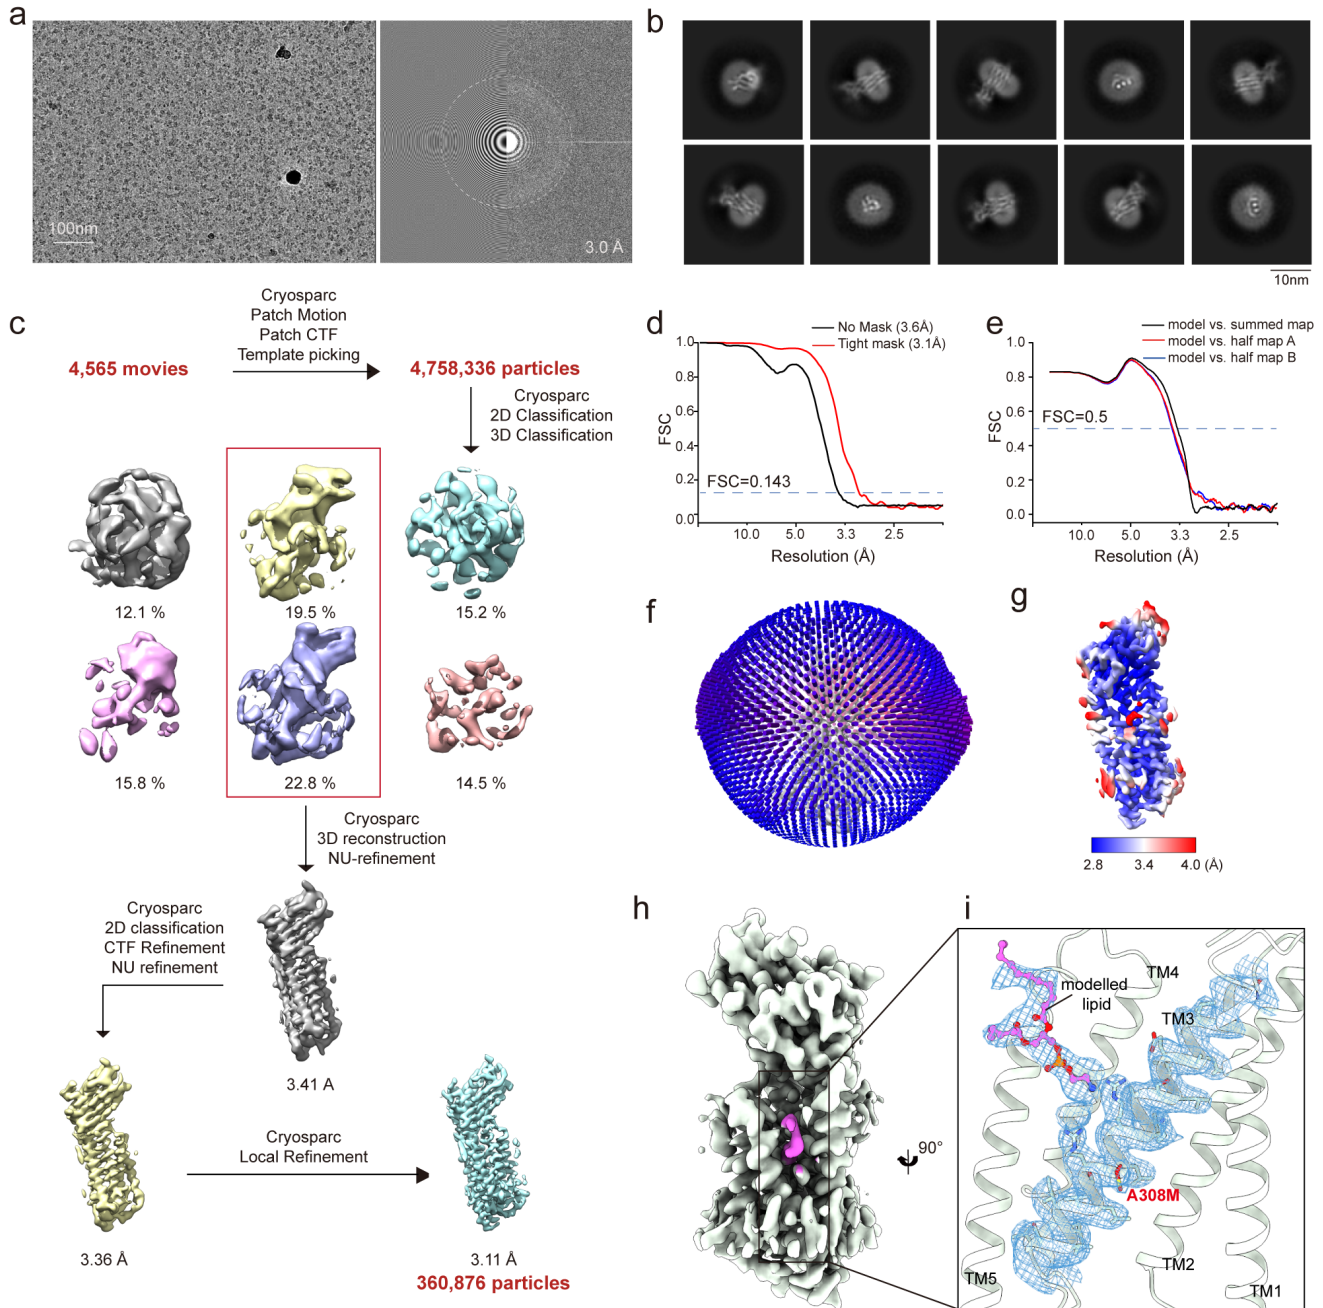 a
100nm
3.0 Å
b
10nm
c
Cryosparc
Patch Motion
Patch CTF
Template picking
4,565 movies
4,758,336 particles
Cryosparc
2D Classification
3D Classification
12.1 %
19.5 %
15.2 %
15.8 %
22.8 %
14.5 %
Cryosparc
3D reconstruction
NU-refinement
Cryosparc
2D classification
CTF Refinement
NU refinement
3.41 A
Cryosparc
Local Refinement
3.36 Å
3.11 Å
360,876 particles
d
No Mask (3.6Å)
Tight mask (3.1Å)
1.0
0.8
0.6
0.4
0.2
0.0
FSC
FSC=0.143
10.0
5.0
3.3
2.5
Resolution (Å)
e
model vs. summed map
model vs. half map A
model vs. half map B
1.0
0.8
0.6
0.4
0.2
0.0
FSC
FSC=0.5
10.0
5.0
3.3
2.5
Resolution (Å)
f
g
2.8
3.4
4.0 (Å)
h
90°
i
TM4
modelled
lipid
TM3
A308M
TM5
TM2
TM1